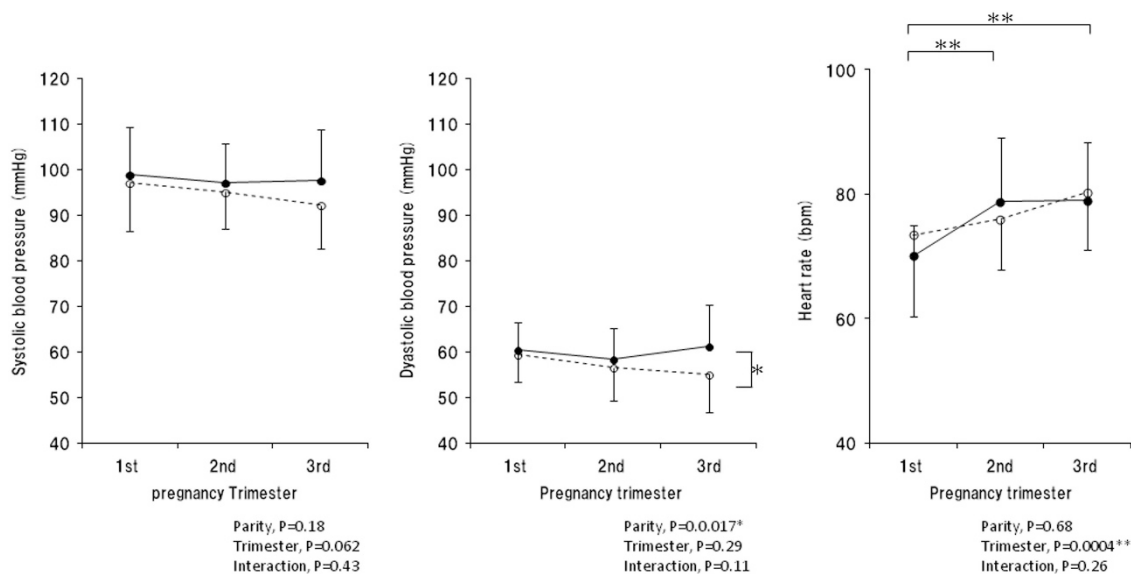 120
110
100
90
80
70
60
50
40
Systolic blood pressure (mmHg)
1st 2nd 3rd
pregnancy Trimester
Parity, P=0.18
Trimester, P=0.062
Interaction, P=0.43
120
110
100
90
80
70
60
50
40
Dyastolic blood pressure (mmHg)
*
1st 2nd 3rd
Pregnancy trimester
Parity, P=0.0.017*
Trimester, P=0.29
Interaction, P=0.11
**
**
100
80
60
40
Heart rate (bpm)
1st 2nd 3rd
Pregnancy trimester
Parity, P=0.68
Trimester, P=0.0004**
Interaction, P=0.26